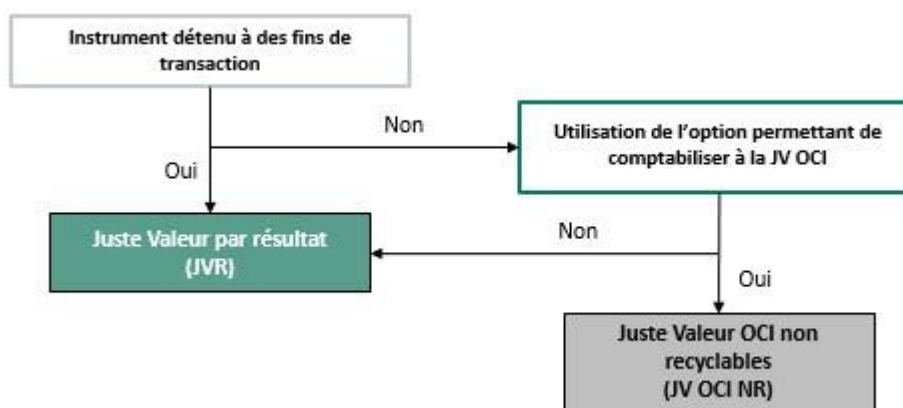 Instrument détenu à des fins de
transaction
Non
Utilisation de l'option permettant de
comptabiliser à la JV OCI
Oui
Juste Valeur par résultat
(JVR)
Non
Oui
Juste Valeur OCI non
recyclables
(JV OCI NR)